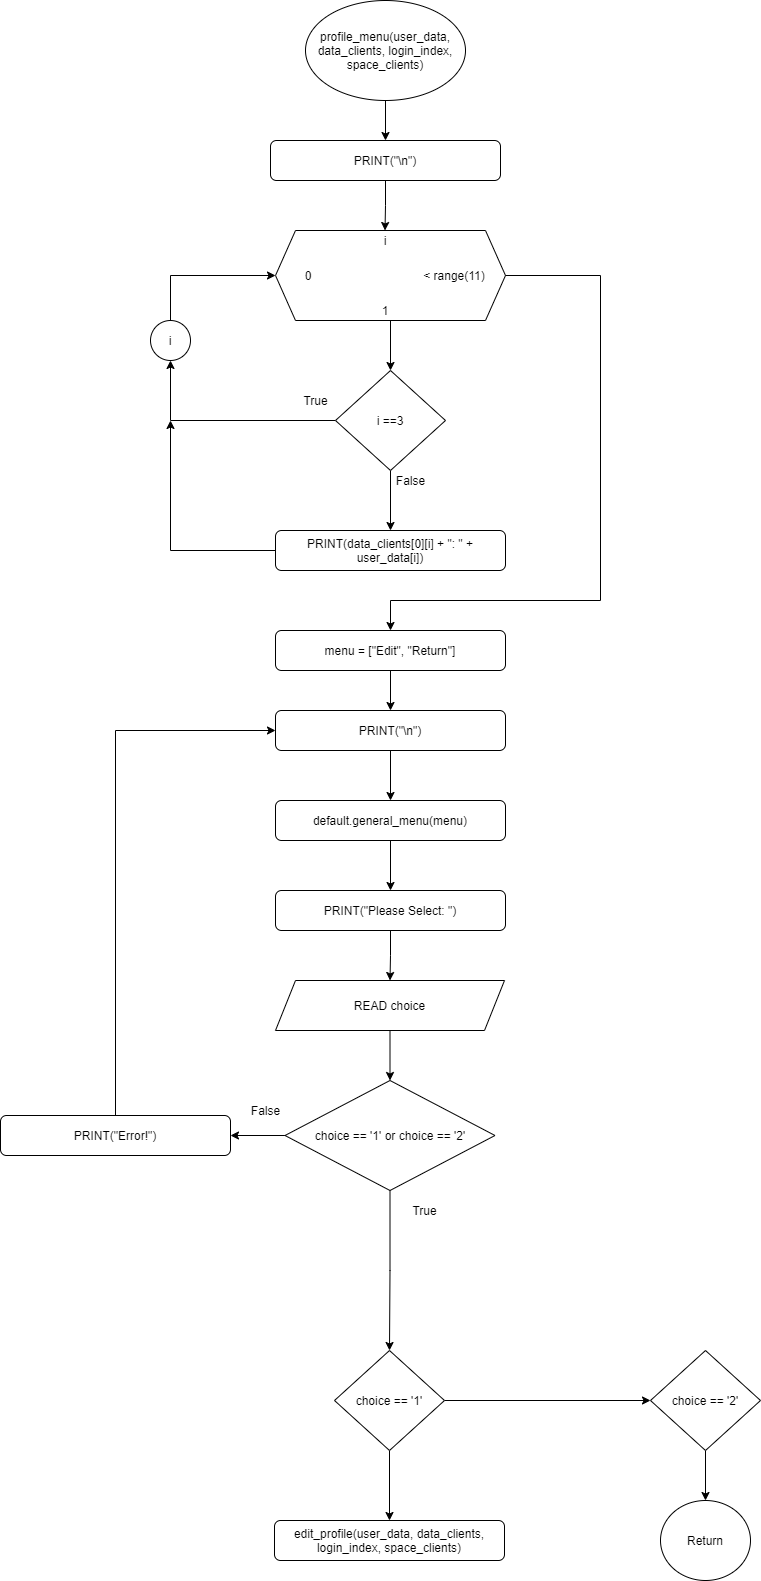 profile_menu(user_data,
data_clients, login_index,
space_clients)
PRINT("\n")
i
0
< range(11)
1
i
True
i ==3
False
PRINT(data_clients[0][i] + ": " +
user_data[i])
menu = ["Edit", "Return"]
PRINT("\n")
default.general_menu(menu)
PRINT("Please Select: ")
READ choice
False
PRINT("Error!")
choice == '1' or choice == '2'
True
choice == '1'
choice == '2'
edit_profile(user_data, data_clients,
login_index, space_clients)
Return